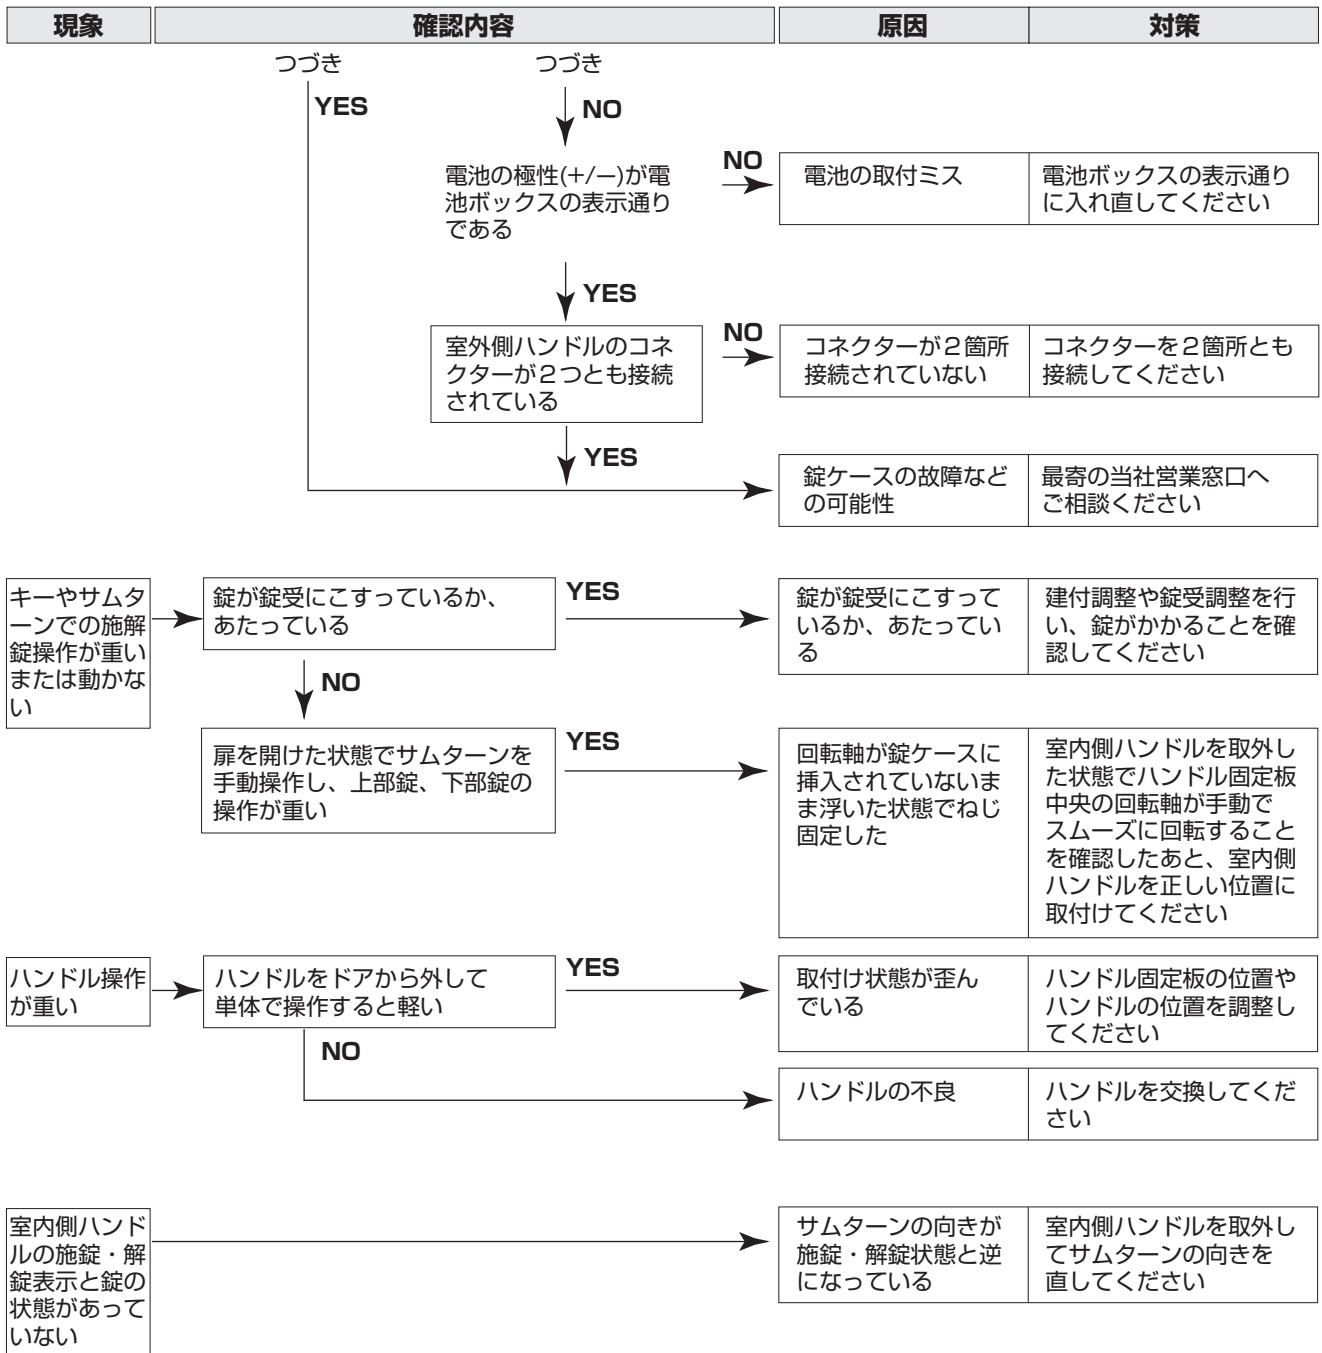 現象
確認内容
原因
対策
つづき
つづき
YES
NO
電池の極性(+/ー)が電
池ボックスの表示通り
である
NO
電池の取付ミス
電池ボックスの表示通り
に入れ直してください
YES
室外側ハンドルのコネ
クターが２つとも接続
されている
NO
コネクターが２箇所
接続されていない
コネクターを２箇所とも
接続してください
YES
錠ケースの故障など
の可能性
最寄の当社営業窓口へ
ご相談ください
キーやサムタ
ーンでの施解
錠操作が重い
または動かな
い
錠が錠受にこすっているか、
あたっている
YES
錠が錠受にこすって
いるか、あたってい
る
建付調整や錠受調整を行
い、錠がかかることを確
認してください
NO
扉を開けた状態でサムターンを
手動操作し、上部錠、下部錠の
操作が重い
YES
回転軸が錠ケースに
挿入されていないま
ま浮いた状態でねじ
固定した
室内側ハンドルを取外し
た状態でハンドル固定板
中央の回転軸が手動で
スムーズに回転すること
を確認したあと、室内側
ハンドルを正しい位置に
取付けてください
ハンドル操作
が重い
ハンドルをドアから外して
単体で操作すると軽い
YES
取付け状態が歪ん
でいる
ハンドル固定板の位置や
ハンドルの位置を調整し
てください
NO
ハンドルの不良
ハンドルを交換してくだ
さい
室内側ハンド
ルの施錠・解
錠表示と錠の
状態があって
いない
サムターンの向きが
施錠・解錠状態と逆
になっている
室内側ハンドルを取外し
てサムターンの向きを
直してください